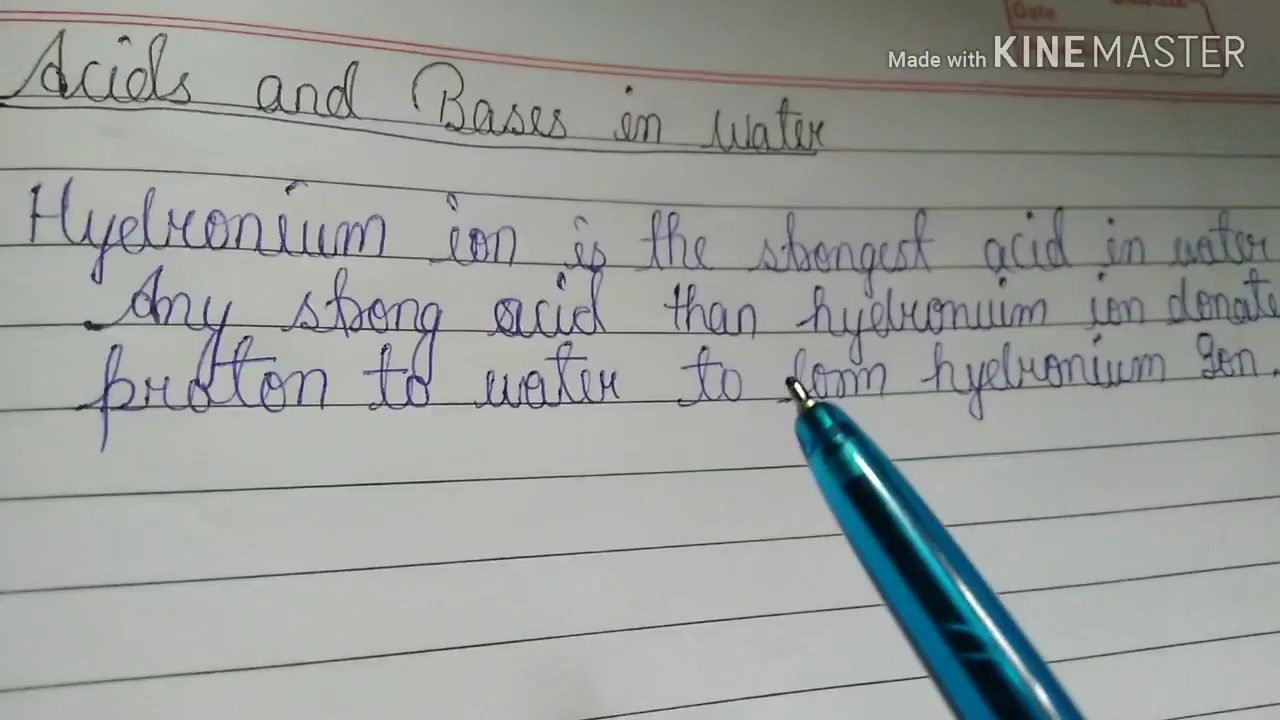 Date
Made with KINEMASTER
Acids and Bases in water
Hydronium ion is the strongest acid in water
Any strong acid than hydronium ion donate
proton to water to form hydronium Ion.